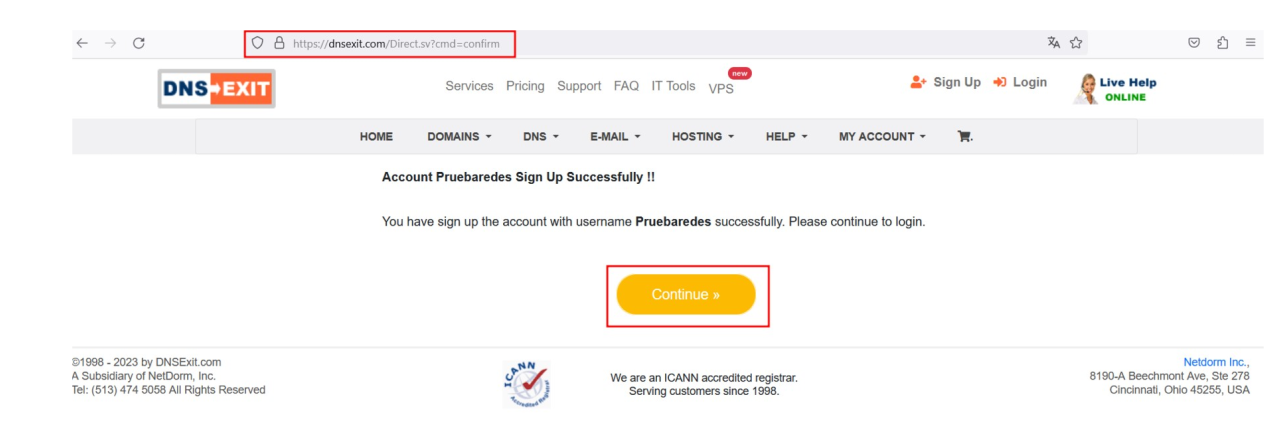 https://dnsexit.com/Direct.sv?cmd=confirm
DNS EXIT
Services Pricing Support FAQ IT Tools VPS new
Sign Up Login
Live Help
ONLINE
HOME DOMAINS DNS E-MAIL HOSTING HELP MY ACCOUNT .
Account Pruebaredes Sign Up Successfully !!
You have sign up the account with username Pruebaredes successfully. Please continue to login.
Continue »
©1998 - 2023 by DNSExit.com
A Subsidiary of NetDorm, Inc.
Tel: (513) 474 5058 All Rights Reserved
ICANN
Accredited Registrar
We are an ICANN accredited registrar.
Serving customers since 1998.
Netdorm Inc.,
8190-A Beechmont Ave, Ste 278
Cincinnati, Ohio 45255, USA